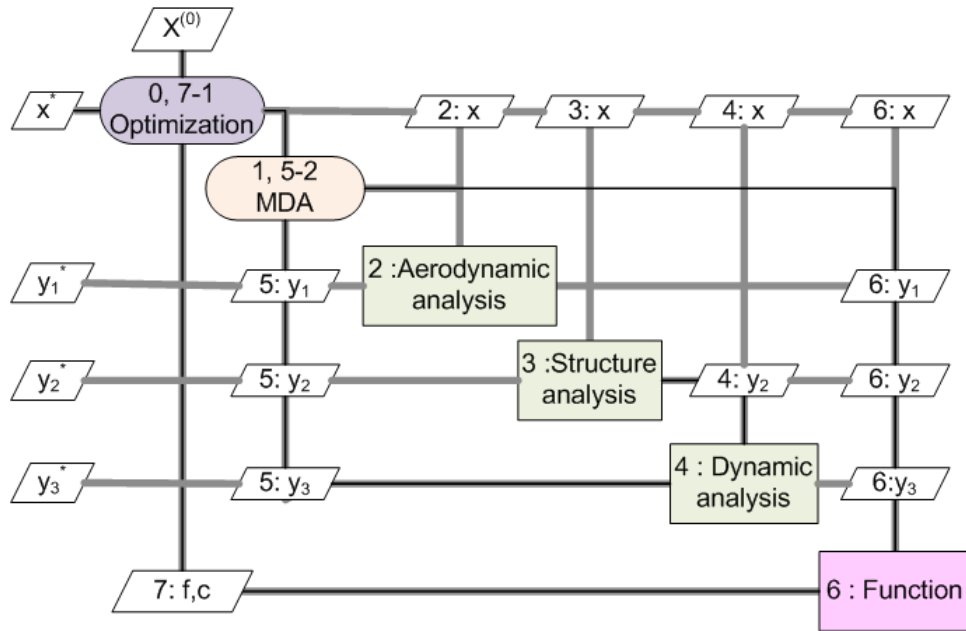 X(0)
x*
0, 7-1
Optimization
2: x
3: x
4: x
6: x
1, 5-2
MDA
y1*
5: y1
2 :Aerodynamic
analysis
6: y1
y2*
5: y2
3 :Structure
analysis
4: y2
6: y2
y3*
5: y3
4 : Dynamic
analysis
6:y3
7: f,c
6 : Function